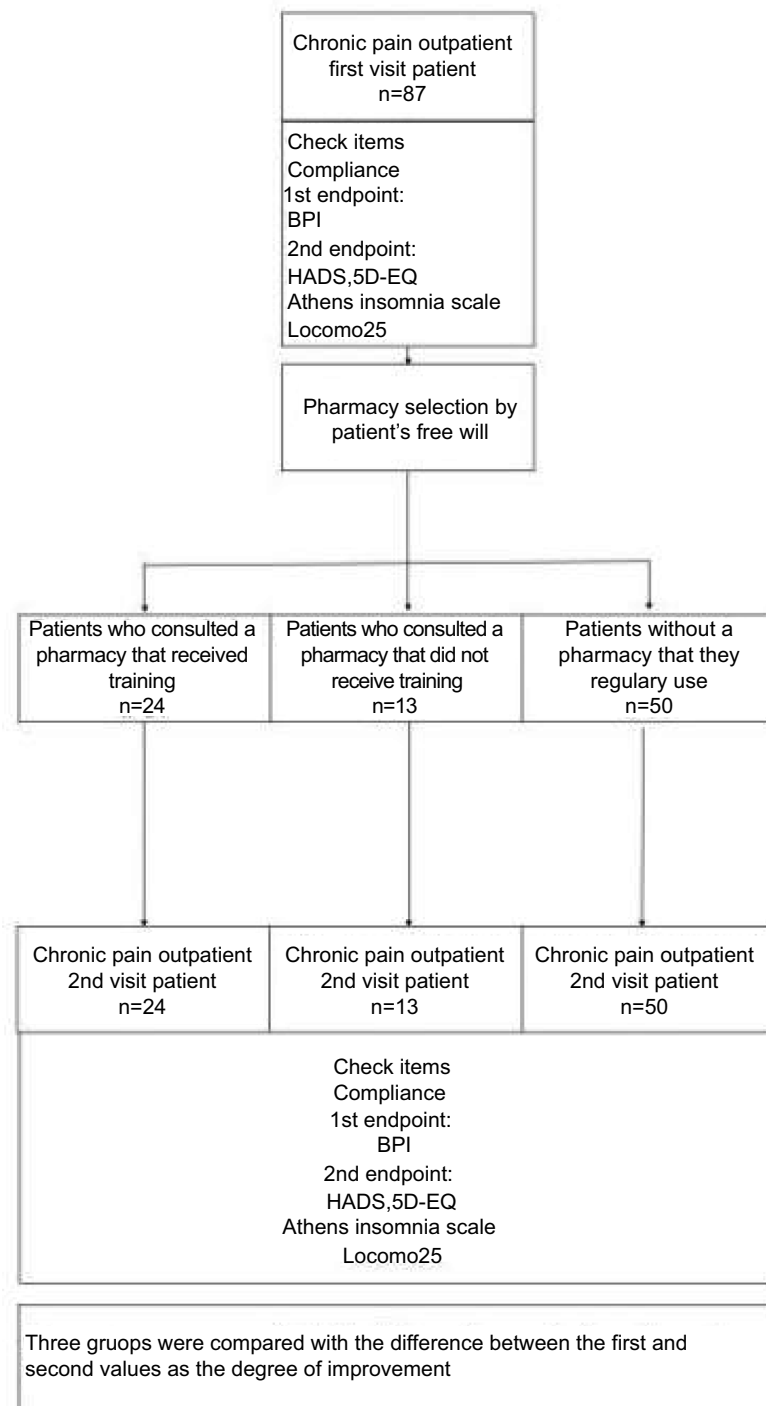 Chronic pain outpatient
first visit patient
n=87
Check items
Compliance
1st endpoint:
BPI
2nd endpoint:
HADS,5D-EQ
Athens insomnia scale
Locomo25
Pharmacy selection by
patient's free will
Patients who consulted a
pharmacy that received
training
n=24
Patients who consulted a
pharmacy that did not
receive training
n=13
Patients without a
pharmacy that they
regulary use
n=50
Chronic pain outpatient
2nd visit patient
n=24
Chronic pain outpatient
2nd visit patient
n=13
Chronic pain outpatient
2nd visit patient
n=50
Check items
Compliance
1st endpoint:
BPI
2nd endpoint:
HADS,5D-EQ
Athens insomnia scale
Locomo25
Three gruops were compared with the difference between the first and
second values as the degree of improvement